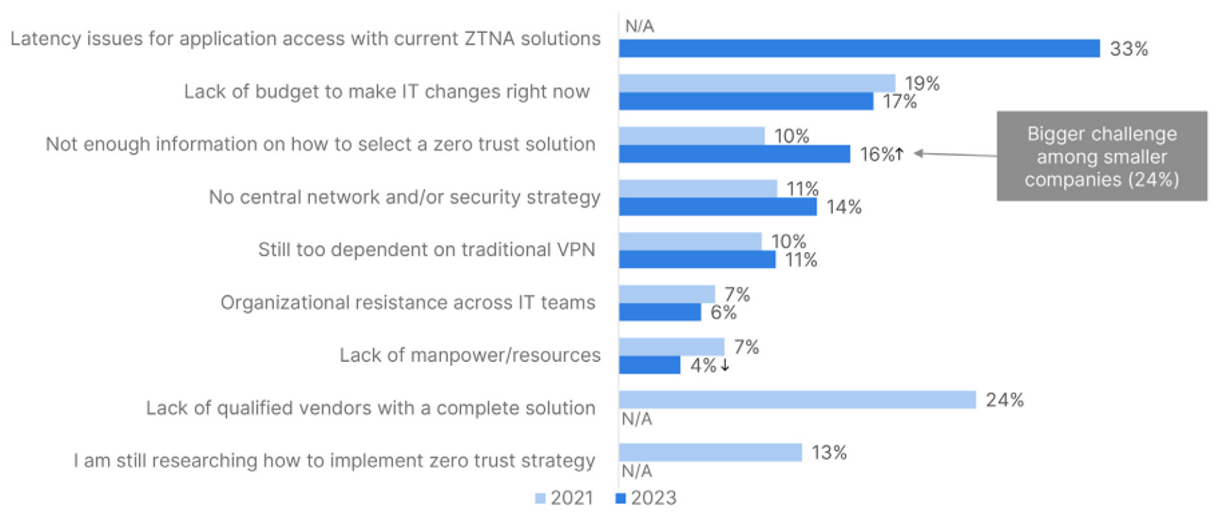 N/A
Latency issues for application access with current ZTNA solutions
33%
Lack of budget to make IT changes right now
19%
17%
Not enough information on how to select a zero trust solution
10%
16%↑
Bigger challenge
among smaller
companies (24%)
No central network and/or security strategy
11%
14%
Still too dependent on traditional VPN
10%
11%
Organizational resistance across IT teams
7%
6%
Lack of manpower/resources
7%
4%↓
Lack of qualified vendors with a complete solution
24%
N/A
I am still researching how to implement zero trust strategy
13%
N/A
2021 2023